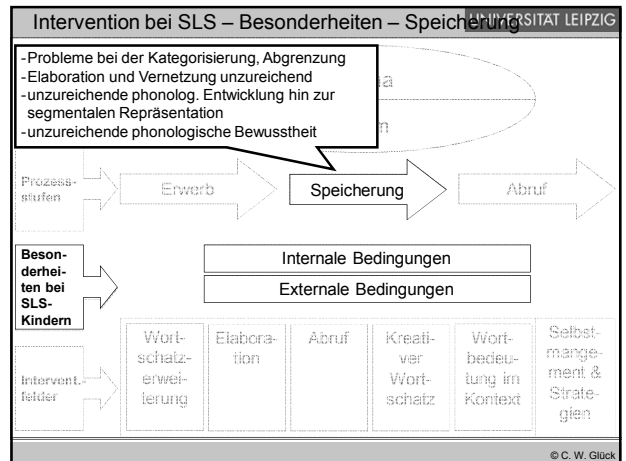 Intervention bei SLS – Besonderheiten – Speicherung
UNIVERSITÄT LEIPZIG
-Probleme bei der Kategorisierung, Abgrenzung
-Elaboration und Vernetzung unzureichend
-unzureichende phonolog. Entwicklung hin zur
segmentalen Repräsentation
-unzureichende phonologische Bewusstheit
Prozess-
stufen
Erwerb
Speicherung
Abruf
Beson-
derhei-
ten bei
SLS-
Kindern
Internale Bedingungen
Externale Bedingungen
Intervent.-
felder
Wort-
schatz-
erwei-
terung
Elabora-
tion
Abruf
Kreati-
ver
Wort-
schatz
Wort-
bedeu-
tung im
Kontext
Selbst-
mange-
ment &
Strate-
gien
© C. W. Glück